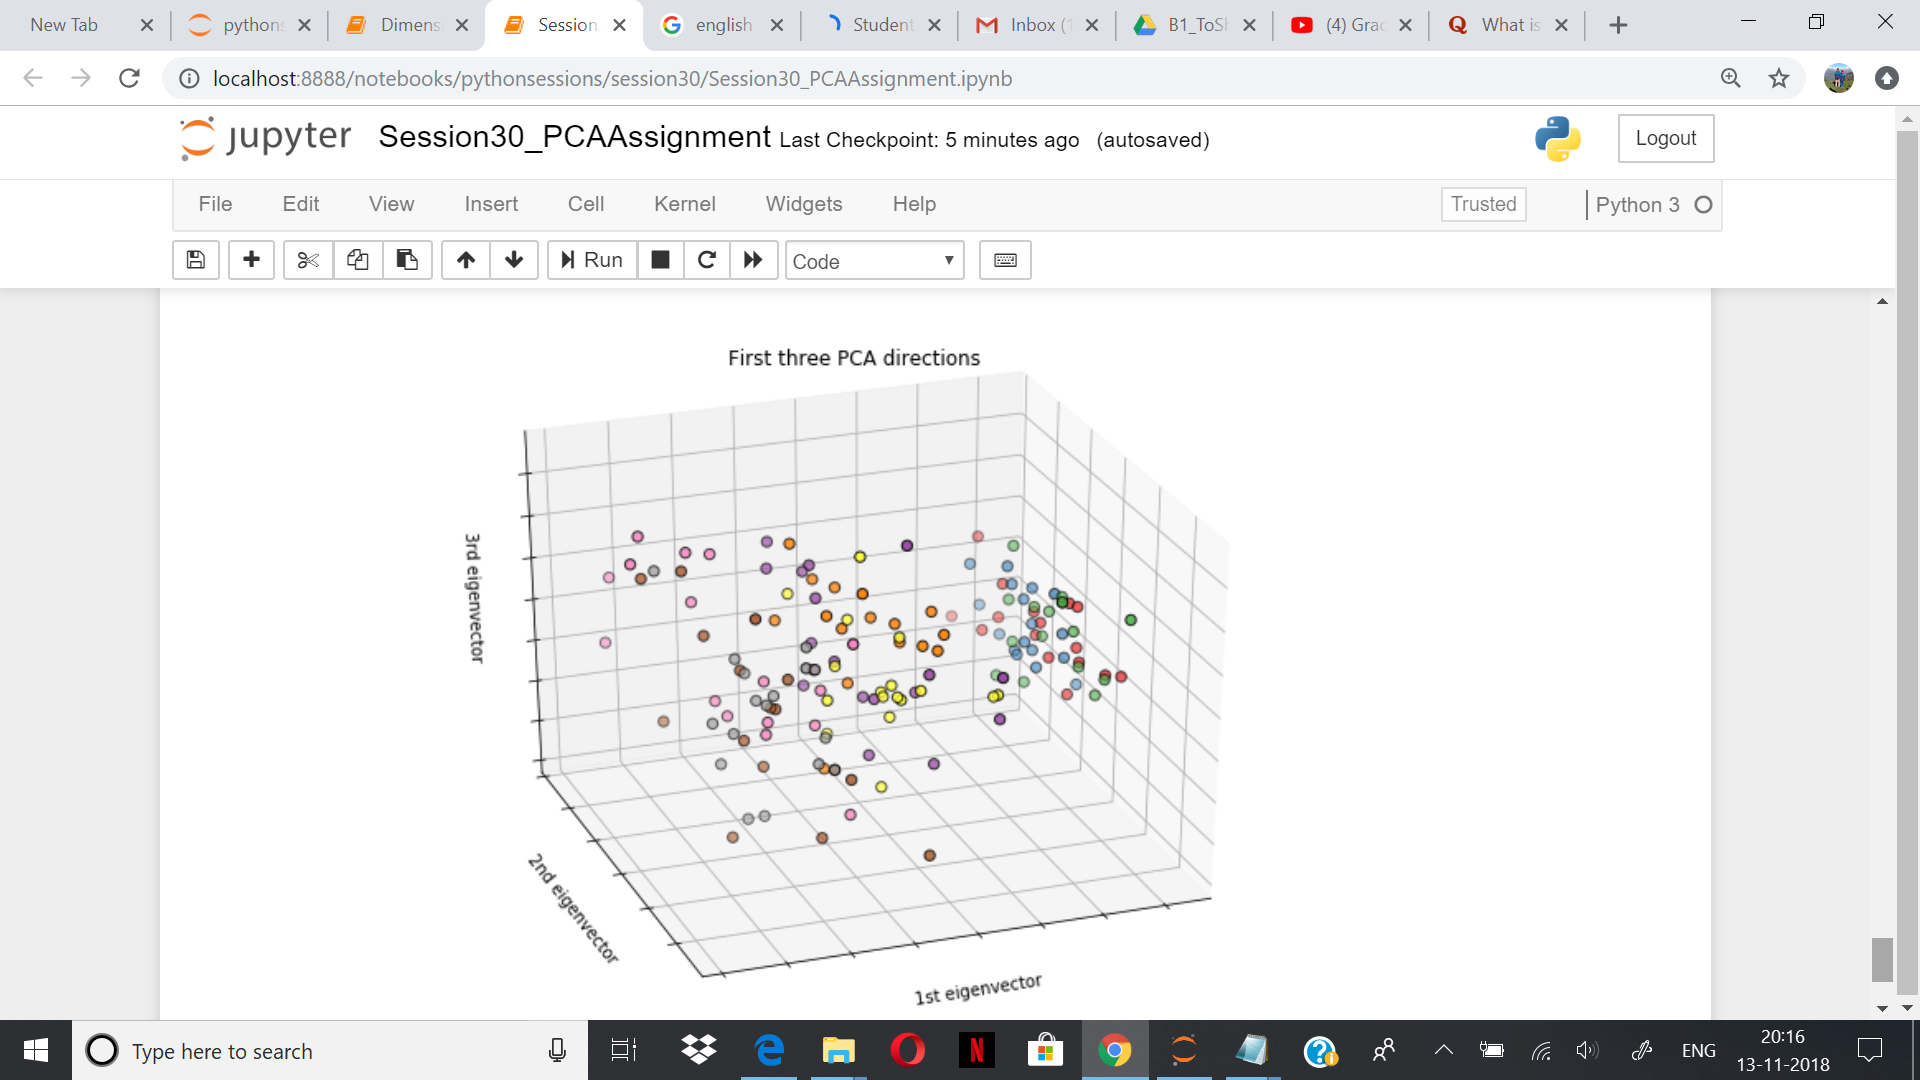 New Tab
pythons
Dimens
Session
english
Student
Inbox (1
B1_ToSh
(4) Grac
What is
localhost:8888/notebooks/pythonsessions/session30/Session30_PCAAssignment.ipynb
jupyter Session30_PCAAssignment Last Checkpoint: 5 minutes ago (autosaved)
Logout
File Edit View Insert Cell Kernel Widgets Help
Trusted
Python 3
Run
Code
First three PCA directions
3rd eigenvector
2nd eigenvector
1st eigenvector
Type here to search
ENG
20:16
13-11-2018